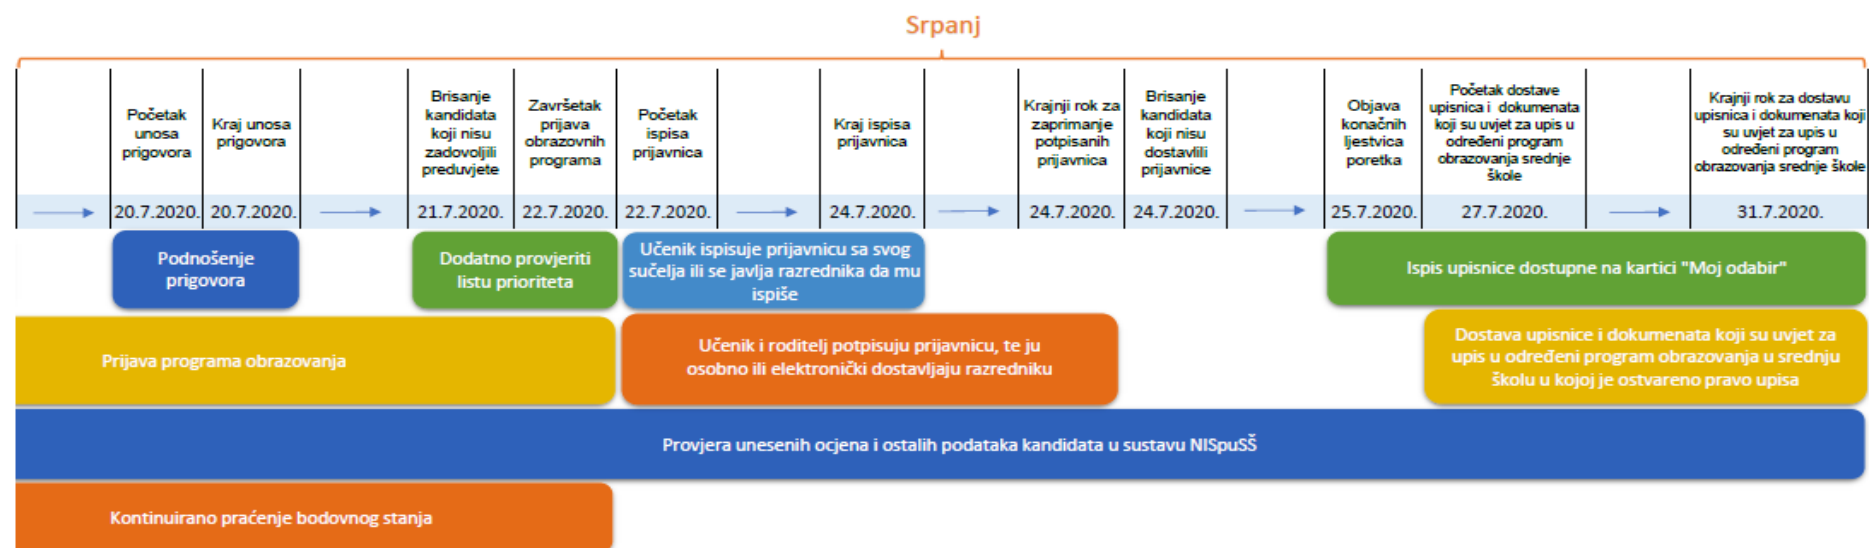 Srpanj
Početak
unosa
prigovora
Kraj unosa
prigovora
Brisanje
kandidata
koji nisu
zadovoljili
preduvjete
Završetak
prijava
obrazovnih
programa
Početak
ispisa
prijavnica
Kraj ispisa
prijavnica
Krajnji rok za
zaprimanje
potpisanih
prijavnica
Brisanje
kandidata
koji nisu
dostavlili
prijavnice
Objava
konačnih
ljestvica
poretka
Početak dostave
upisnica i dokumenata
koji su uvjet za upis u
određeni program
obrazovanja srednje
škole
Krajnji rok za dostavu
upisnica i dokumenata koji
su uvjet za upis u
određeni program
obrazovanja srednje škole
20.7.2020. 20.7.2020. 21.7.2020. 22.7.2020. 22.7.2020. 24.7.2020. 24.7.2020. 24.7.2020. 25.7.2020. 27.7.2020. 31.7.2020.
Podnošenje
prigovora
Dodatno provjeriti
listu prioriteta
Učenik ispisuje prijavnicu sa svog
sučelja ili se javlja razrednika da mu
ispiše
Ispis upisnice dostupne na kartici "Moj odabir"
Prijava programa obrazovanja
Učenik i roditelj potpisuju prijavnicu, te ju
osobno ili elektronički dostavljaju razredniku
Dostava upisnice i dokumenata koji su uvjet za
upis u određeni program obrazovanja u srednju
školu u kojoj je ostvareno pravo upisa
Provjera unesenih ocjena i ostalih podataka kandidata u sustavu NISpuSŠ
Kontinuirano praćenje bodovnog stanja